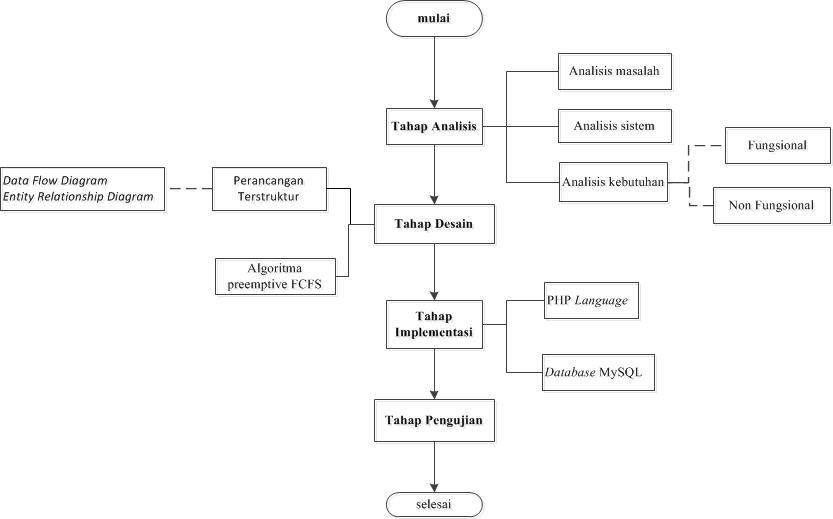 mulai
Tahap Analisis
Analisis masalah
Analisis sistem
Analisis kebutuhan
Fungsional
Non Fungsional
Data Flow Diagram
Entity Relationship Diagram
Perancangan
Terstruktur
Tahap Desain
Algoritma
preemptive FCFS
Tahap
Implementasi
PHP Language
Database MySQL
Tahap Pengujian
selesai